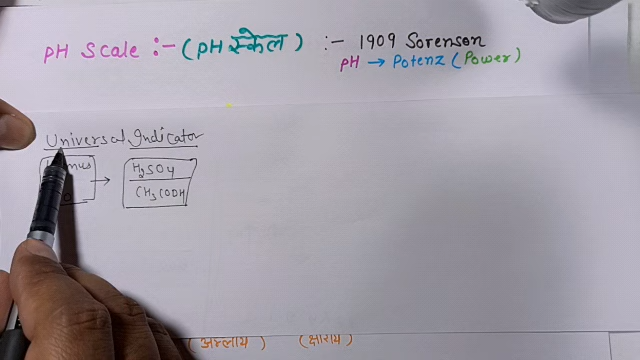 pH Scale :- (pH स्केल) :- 1909 Sorenson
pH → Potenz (Power)
Universal Indicator
H₂SO₄
CH₃COOH
(अम्लीय) (क्षारीय)